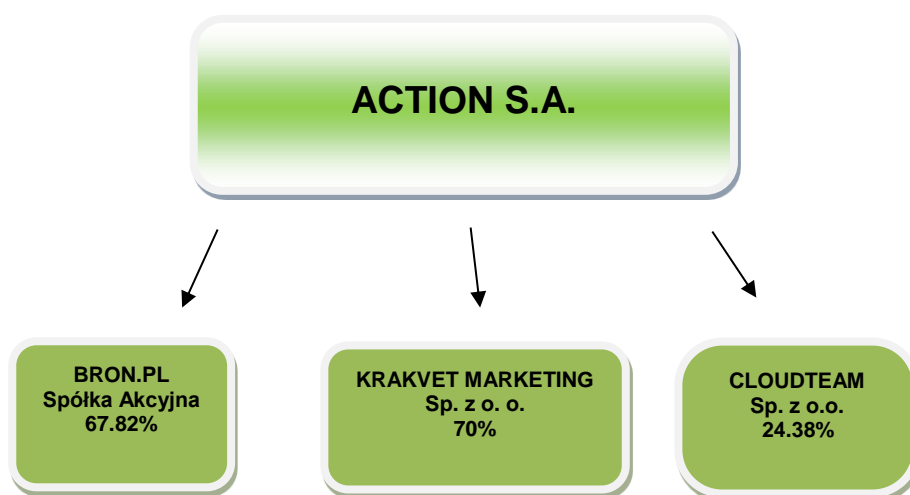 ACTION S.A.
BRON.PL
Spółka Akcyjna
67.82%
KRAKVET MARKETING
Sp. z o. o.
70%
CLOUDTEAM
Sp. z o.o.
24.38%